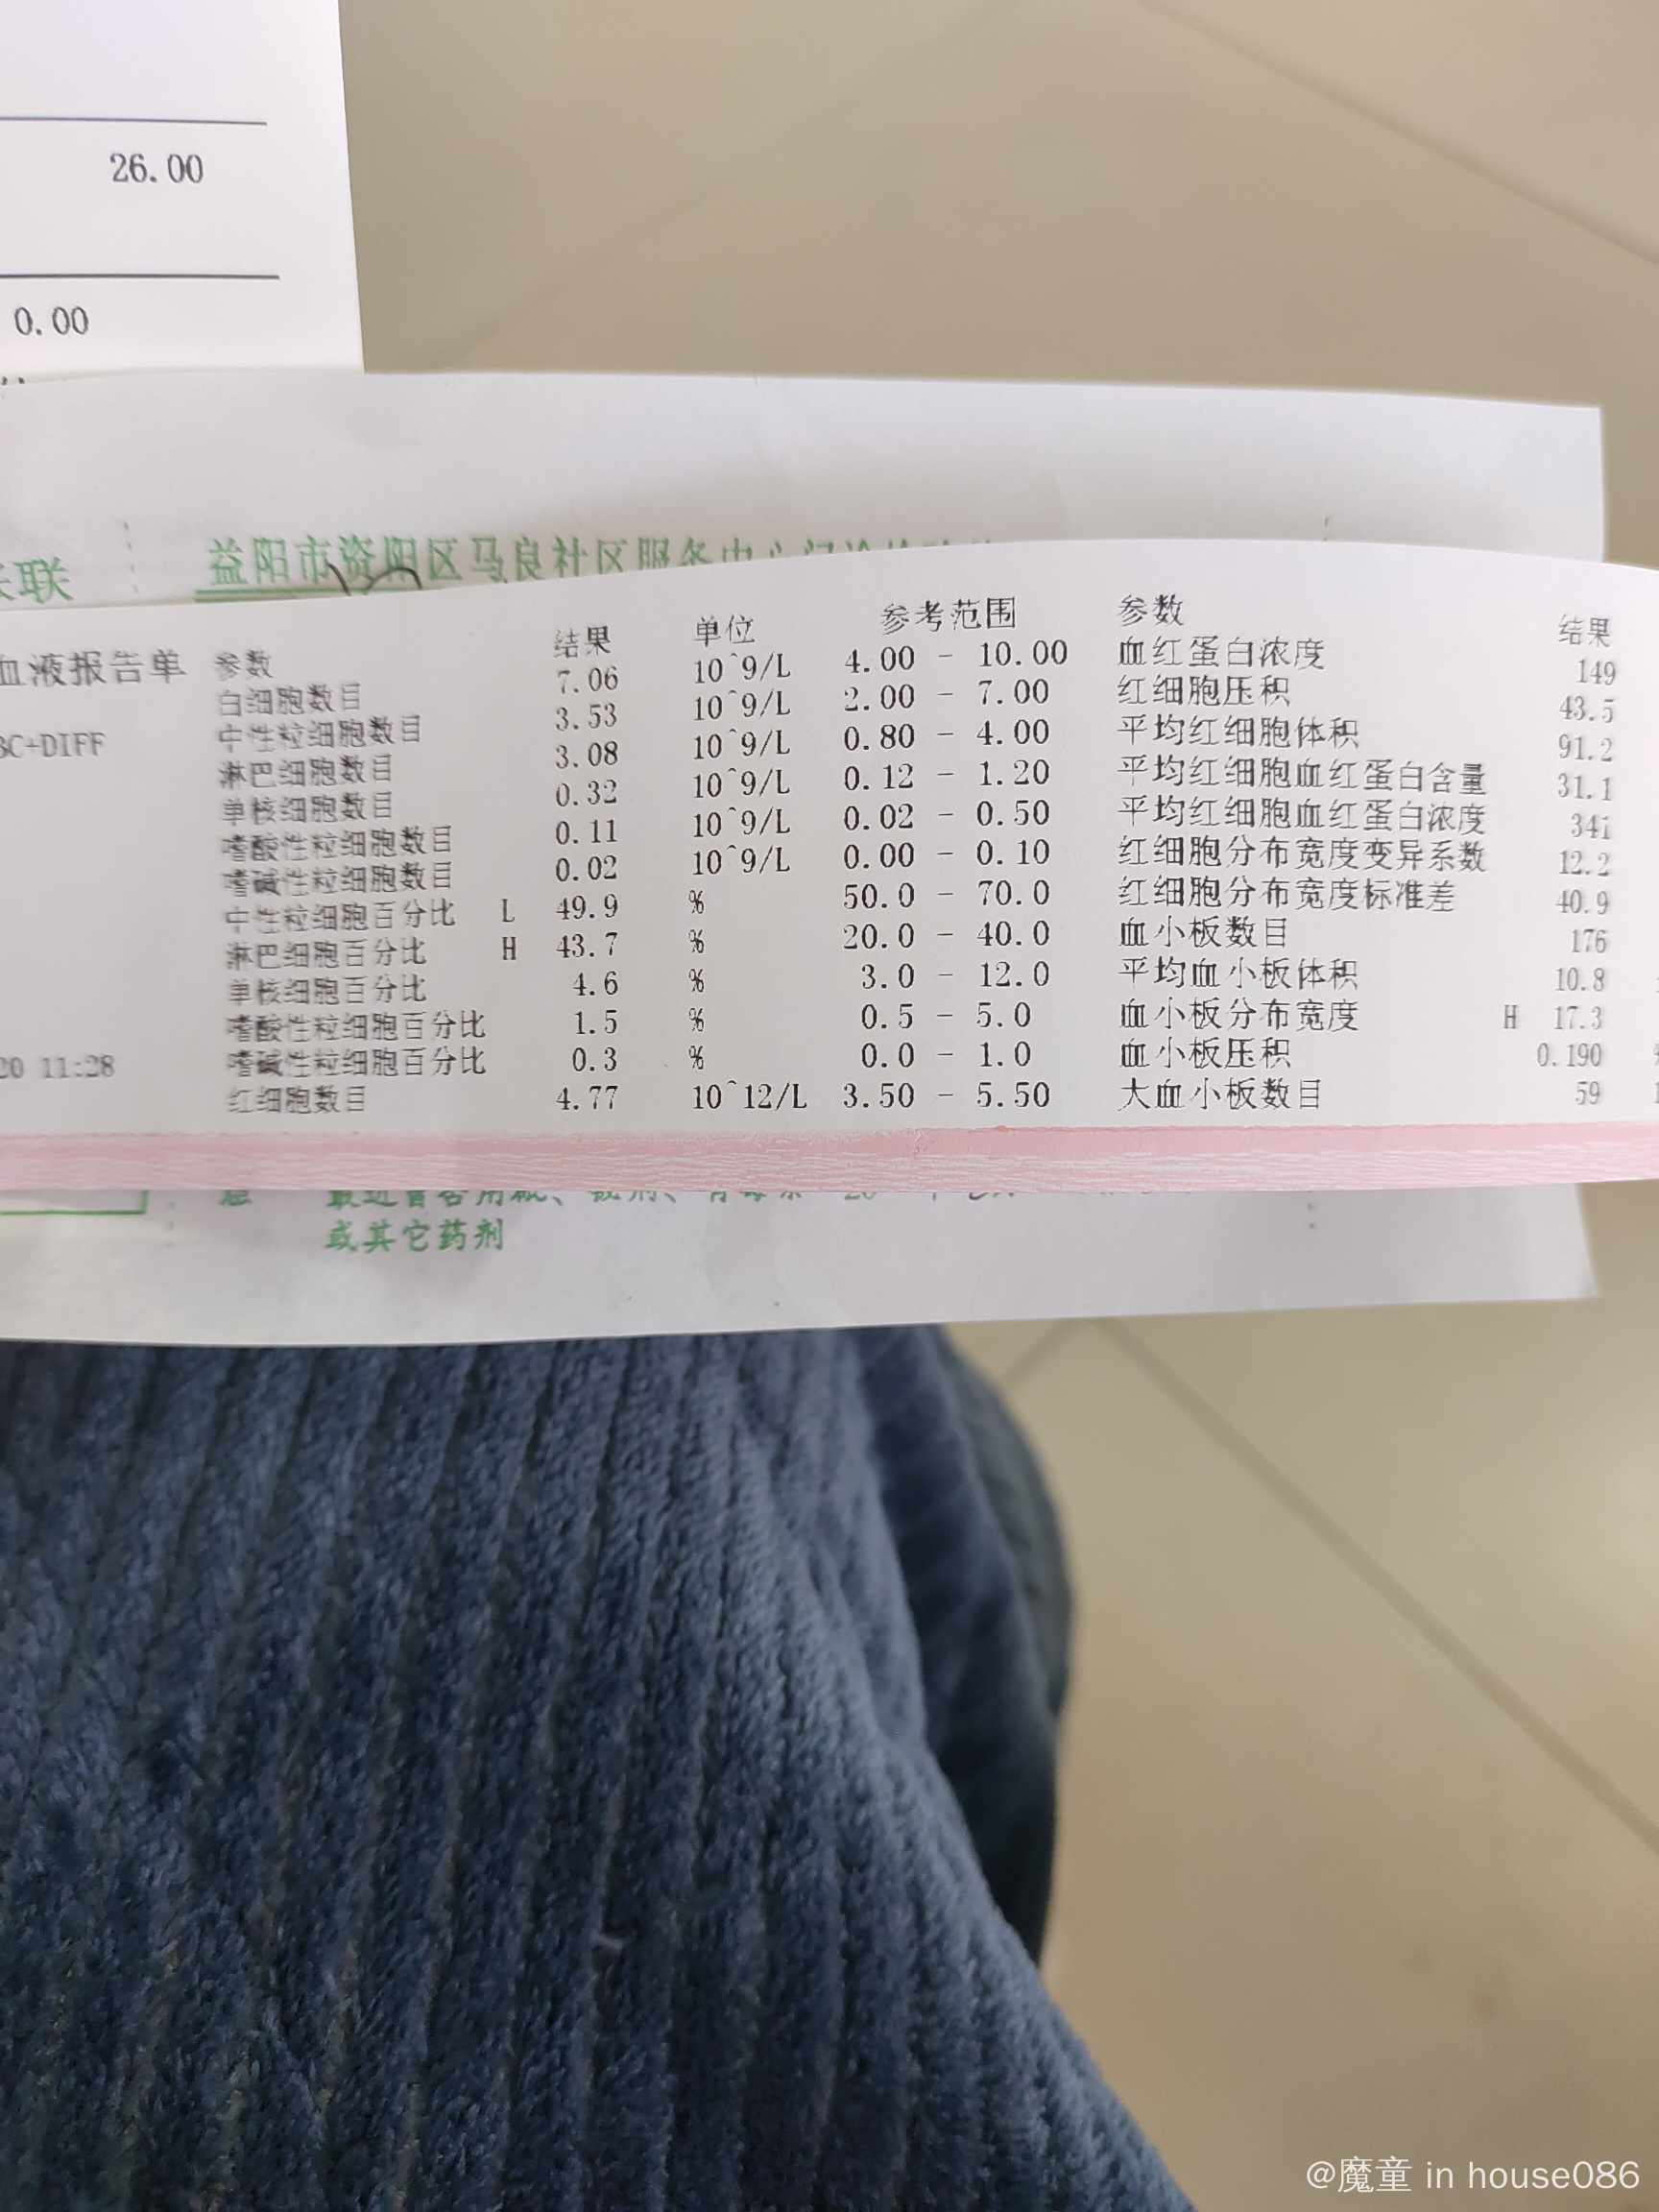 26.00
0.00
联
益阳市资阳区马良社区服务中心门诊
血液报告单
参数 结果 单位 参考范围 参数 结果
白细胞数目 7.06 10^9/L 4.00 - 10.00 血红蛋白浓度 149
中性粒细胞数目 3.53 10^9/L 2.00 - 7.00 红细胞压积 43.5
BC+DIFF
淋巴细胞数目 3.08 10^9/L 0.80 - 4.00 平均红细胞体积 91.2
单核细胞数目 0.32 10^9/L 0.12 - 1.20 平均红细胞血红蛋白含量 31.1
嗜酸性粒细胞数目 0.11 10^9/L 0.02 - 0.50 平均红细胞血红蛋白浓度 341
嗜碱性粒细胞数目 0.02 10^9/L 0.00 - 0.10 红细胞分布宽度变异系数 12.2
中性粒细胞百分比 L 49.9 % 50.0 - 70.0 红细胞分布宽度标准差 40.9
淋巴细胞百分比 H 43.7 % 20.0 - 40.0 血小板数目 176
单核细胞百分比 4.6 % 3.0 - 12.0 平均血小板体积 10.8
嗜酸性粒细胞百分比 1.5 % 0.5 - 5.0 血小板分布宽度 H 17.3
20 11:28
嗜碱性粒细胞百分比 0.3 % 0.0 - 1.0 血小板压积 0.190
红细胞数目 4.77 10^12/L 3.50 - 5.50 大血小板数目 59
或其它药剂
@魔童 in house086